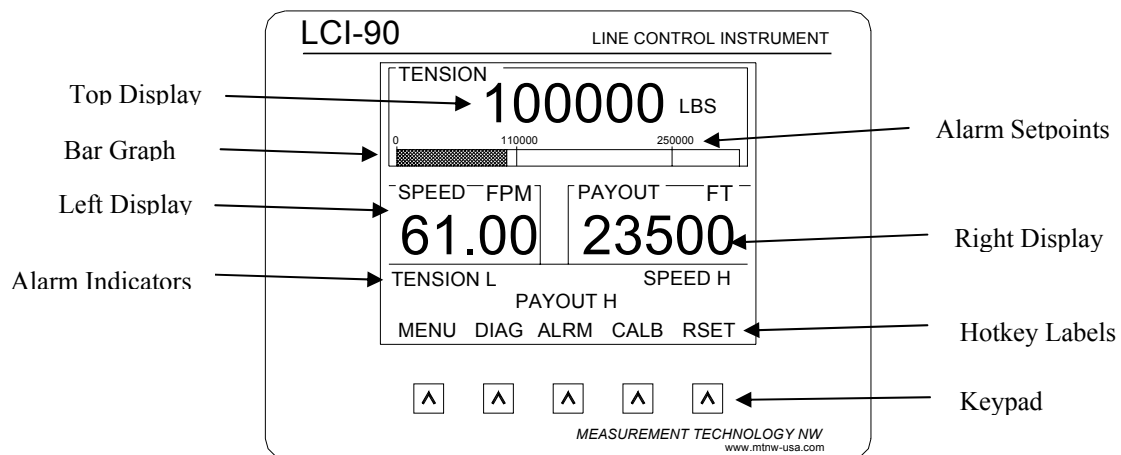 LCI-90
LINE CONTROL INSTRUMENT
TENSION
100000 LBS
Top Display
Alarm Setpoints
0 110000 250000
Bar Graph
SPEED FPM
PAYOUT FT
Left Display
61.00
23500
Right Display
Alarm Indicators
TENSION L
SPEED H
PAYOUT H
MENU DIAG ALRM CALB RSET
Hotkey Labels
Keypad
MEASUREMENT TECHNOLOGY NW
www.mtnw-usa.com